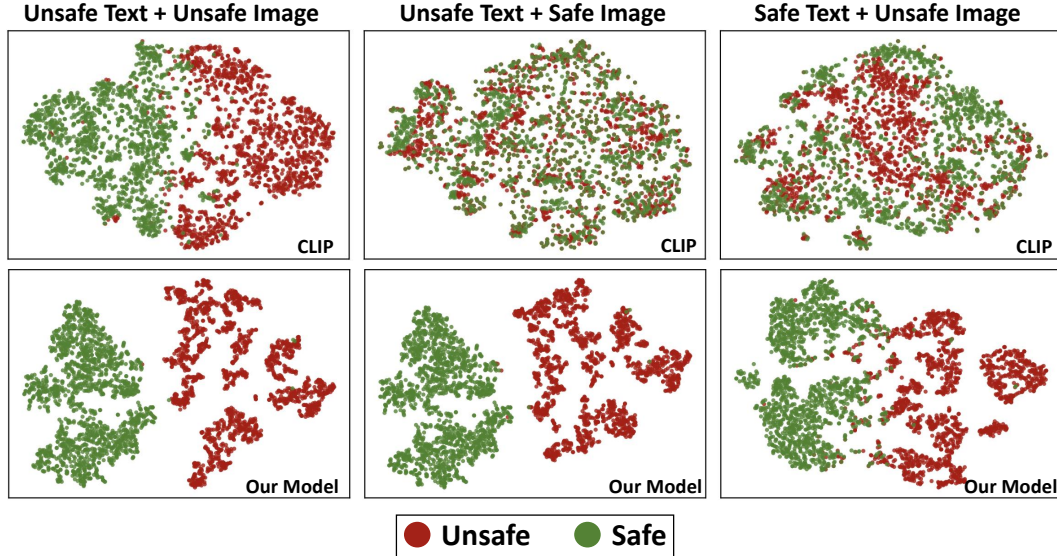 Unsafe Text + Unsafe Image
Unsafe Text + Safe Image
Safe Text + Unsafe Image
CLIP
CLIP
CLIP
Our Model
Our Model
Our Model
Unsafe
Safe